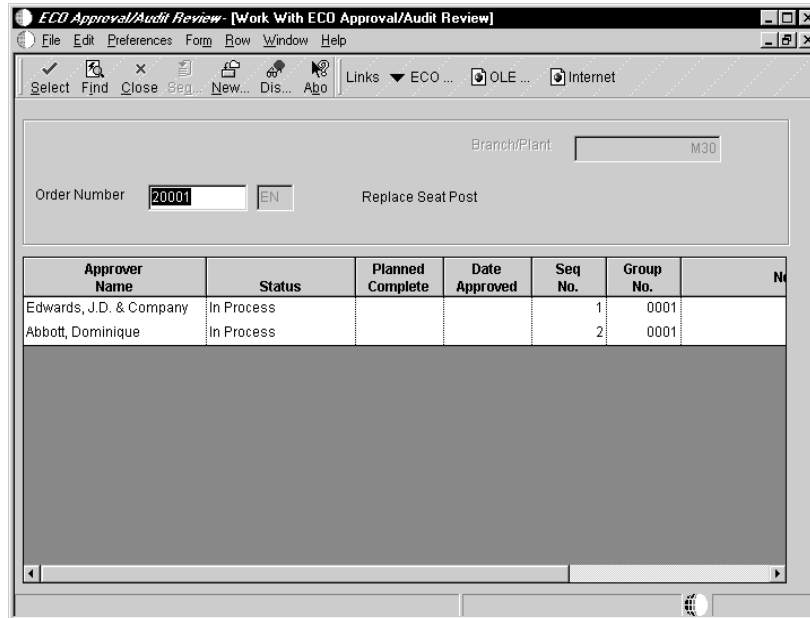 ECO Approval/Audit Review - [Work With ECO Approval/Audit Review]
File Edit Preferences Form Row Window Help
Select Find Close Seq... New... Dis... Abo Links ECO ... OLE ... Internet
Branch/Plant M30
Order Number 20001 EN Replace Seat Post
Approver Name Status Planned Complete Date Approved Seq No. Group No.
Edwards, J.D. & Company In Process 1 0001
Abbott, Dominique In Process 2 0001